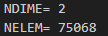 NDIME= 2
NELEM= 75068